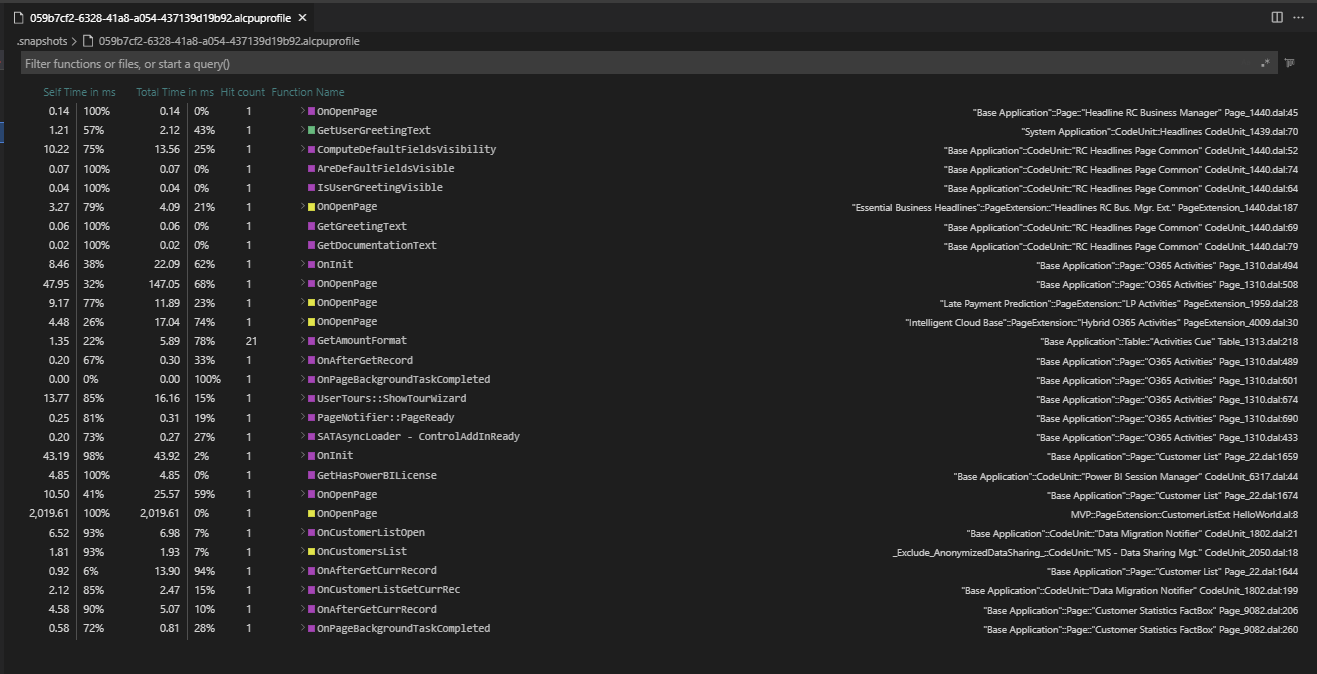 059b7cf2-6328-41a8-a054-437139d19b92.alcpuprofile
.snapshots > 059b7cf2-6328-41a8-a054-437139d19b92.alcpuprofile
Filter functions or files, or start a query()
Self Time in ms Total Time in ms Hit count Function Name
0.14 100% 0.14 0% 1 OnOpenPage "Base Application"::Page::"Headline RC Business Manager" Page_1440.dal:45
1.21 57% 2.12 43% 1 GetUserGreetingText "System Application"::CodeUnit::Headlines CodeUnit_1439.dal:70
10.22 75% 13.56 25% 1 ComputeDefaultFieldsVisibility "Base Application"::CodeUnit::"RC Headlines Page Common" CodeUnit_1440.dal:52
0.07 100% 0.07 0% 1 AreDefaultFieldsVisible "Base Application"::CodeUnit::"RC Headlines Page Common" CodeUnit_1440.dal:74
0.04 100% 0.04 0% 1 IsUserGreetingVisible "Base Application"::CodeUnit::"RC Headlines Page Common" CodeUnit_1440.dal:64
3.27 79% 4.09 21% 1 OnOpenPage "Essential Business Headlines"::PageExtension::"Headlines RC Bus. Mgr. Ext." PageExtension_1440.dal:187
0.06 100% 0.06 0% 1 GetGreetingText "Base Application"::CodeUnit::"RC Headlines Page Common" CodeUnit_1440.dal:69
0.02 100% 0.02 0% 1 GetDocumentationText "Base Application"::CodeUnit::"RC Headlines Page Common" CodeUnit_1440.dal:79
8.46 38% 22.09 62% 1 OnInit "Base Application"::Page::"O365 Activities" Page_1310.dal:494
47.95 32% 147.05 68% 1 OnOpenPage "Base Application"::Page::"O365 Activities" Page_1310.dal:508
9.17 77% 11.89 23% 1 OnOpenPage "Late Payment Prediction"::PageExtension::"LP Activities" PageExtension_1959.dal:28
4.48 26% 17.04 74% 1 OnOpenPage "Intelligent Cloud Base"::PageExtension::"Hybrid O365 Activities" PageExtension_4009.dal:30
1.35 22% 5.89 78% 21 GetAmountFormat "Base Application"::Table::"Activities Cue" Table_1313.dal:218
0.20 67% 0.30 33% 1 OnAfterGetRecord "Base Application"::Page::"O365 Activities" Page_1310.dal:489
0.00 0% 0.00 100% 1 OnPageBackgroundTaskCompleted "Base Application"::Page::"O365 Activities" Page_1310.dal:601
13.77 85% 16.16 15% 1 UserTours::ShowTourWizard "Base Application"::Page::"O365 Activities" Page_1310.dal:674
0.25 81% 0.31 19% 1 PageNotifier::PageReady "Base Application"::Page::"O365 Activities" Page_1310.dal:690
0.20 73% 0.27 27% 1 SATAsyncLoader - ControlAddInReady "Base Application"::Page::"O365 Activities" Page_1310.dal:433
43.19 98% 43.92 2% 1 OnInit "Base Application"::Page::"Customer List" Page_22.dal:1659
4.85 100% 4.85 0% 1 GetHasPowerBILicense "Base Application"::CodeUnit::"Power BI Session Manager" CodeUnit_6317.dal:44
10.50 41% 25.57 59% 1 OnOpenPage "Base Application"::Page::"Customer List" Page_22.dal:1674
2,019.61 100% 2,019.61 0% 1 OnOpenPage MVP::PageExtension::CustomerListExt HelloWorld.al:8
6.52 93% 6.98 7% 1 OnCustomerListOpen "Base Application"::CodeUnit::"Data Migration Notifier" CodeUnit_1802.dal:21
1.81 93% 1.93 7% 1 OnCustomersList _Exclude_AnonymizedDataSharing_::CodeUnit::"MS - Data Sharing Mgt." CodeUnit_2050.dal:18
0.92 6% 13.90 94% 1 OnAfterGetCurrRecord "Base Application"::Page::"Customer List" Page_22.dal:1644
2.12 85% 2.47 15% 1 OnCustomerListGetCurrRec "Base Application"::CodeUnit::"Data Migration Notifier" CodeUnit_1802.dal:199
4.58 90% 5.07 10% 1 OnAfterGetCurrRecord "Base Application"::Page::"Customer Statistics FactBox" Page_9082.dal:206
0.58 72% 0.81 28% 1 OnPageBackgroundTaskCompleted "Base Application"::Page::"Customer Statistics FactBox" Page_9082.dal:260